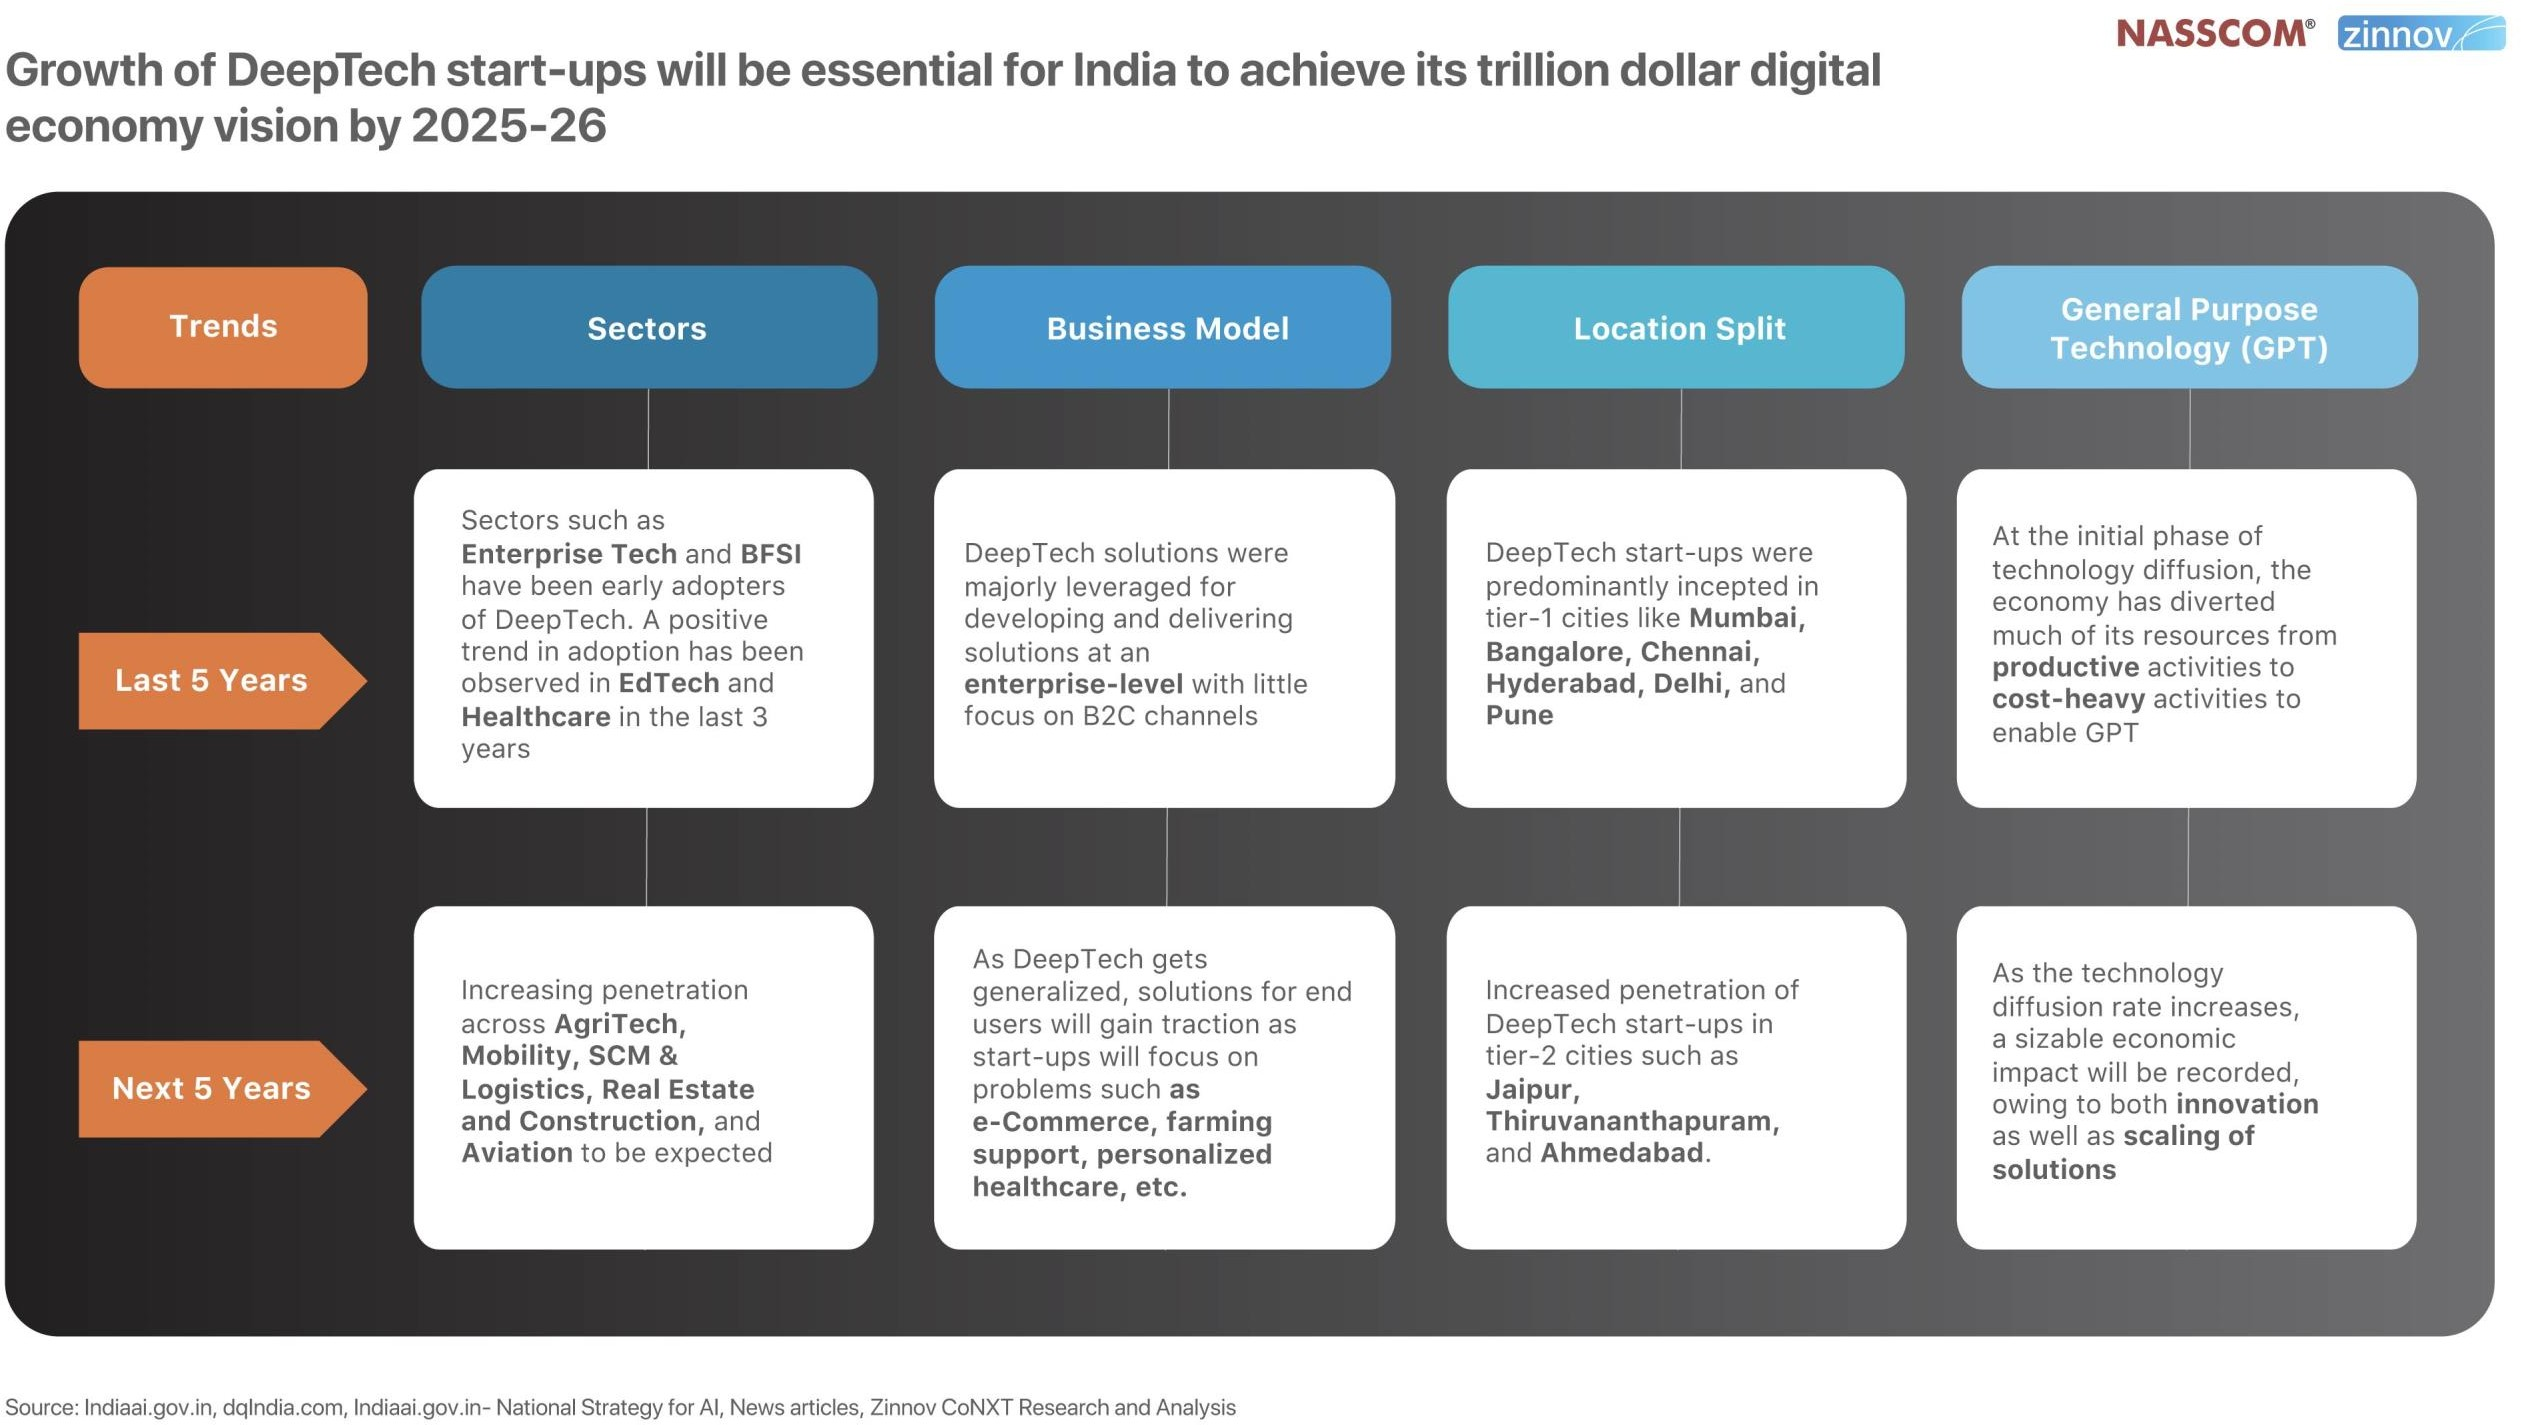 NASSCOM®
zinnov
Growth of DeepTech start-ups will be essential for India to achieve its trillion dollar digital
economy vision by 2025-26
Trends
Sectors
Business Model
Location Split
General Purpose
Technology (GPT)
Last 5 Years
Sectors such as
Enterprise Tech and BFSI
have been early adopters
of DeepTech. A positive
trend in adoption has been
observed in EdTech and
Healthcare in the last 3
years
DeepTech solutions were
majorly leveraged for
developing and delivering
solutions at an
enterprise-level with little
focus on B2C channels
DeepTech start-ups were
predominantly incepted in
tier-1 cities like Mumbai,
Bangalore, Chennai,
Hyderabad, Delhi, and
Pune
At the initial phase of
technology diffusion, the
economy has diverted
much of its resources from
productive activities to
cost-heavy activities to
enable GPT
Next 5 Years
Increasing penetration
across AgriTech,
Mobility, SCM &
Logistics, Real Estate
and Construction, and
Aviation to be expected
As DeepTech gets
generalized, solutions for end
users will gain traction as
start-ups will focus on
problems such as
e-Commerce, farming
support, personalized
healthcare, etc.
Increased penetration of
DeepTech start-ups in
tier-2 cities such as
Jaipur,
Thiruvananthapuram,
and Ahmedabad.
As the technology
diffusion rate increases,
a sizable economic
impact will be recorded,
owing to both innovation
as well as scaling of
solutions
Source: Indiaai.gov.in, dqIndia.com, Indiaai.gov.in- National Strategy for AI, News articles, Zinnov CoNXT Research and Analysis